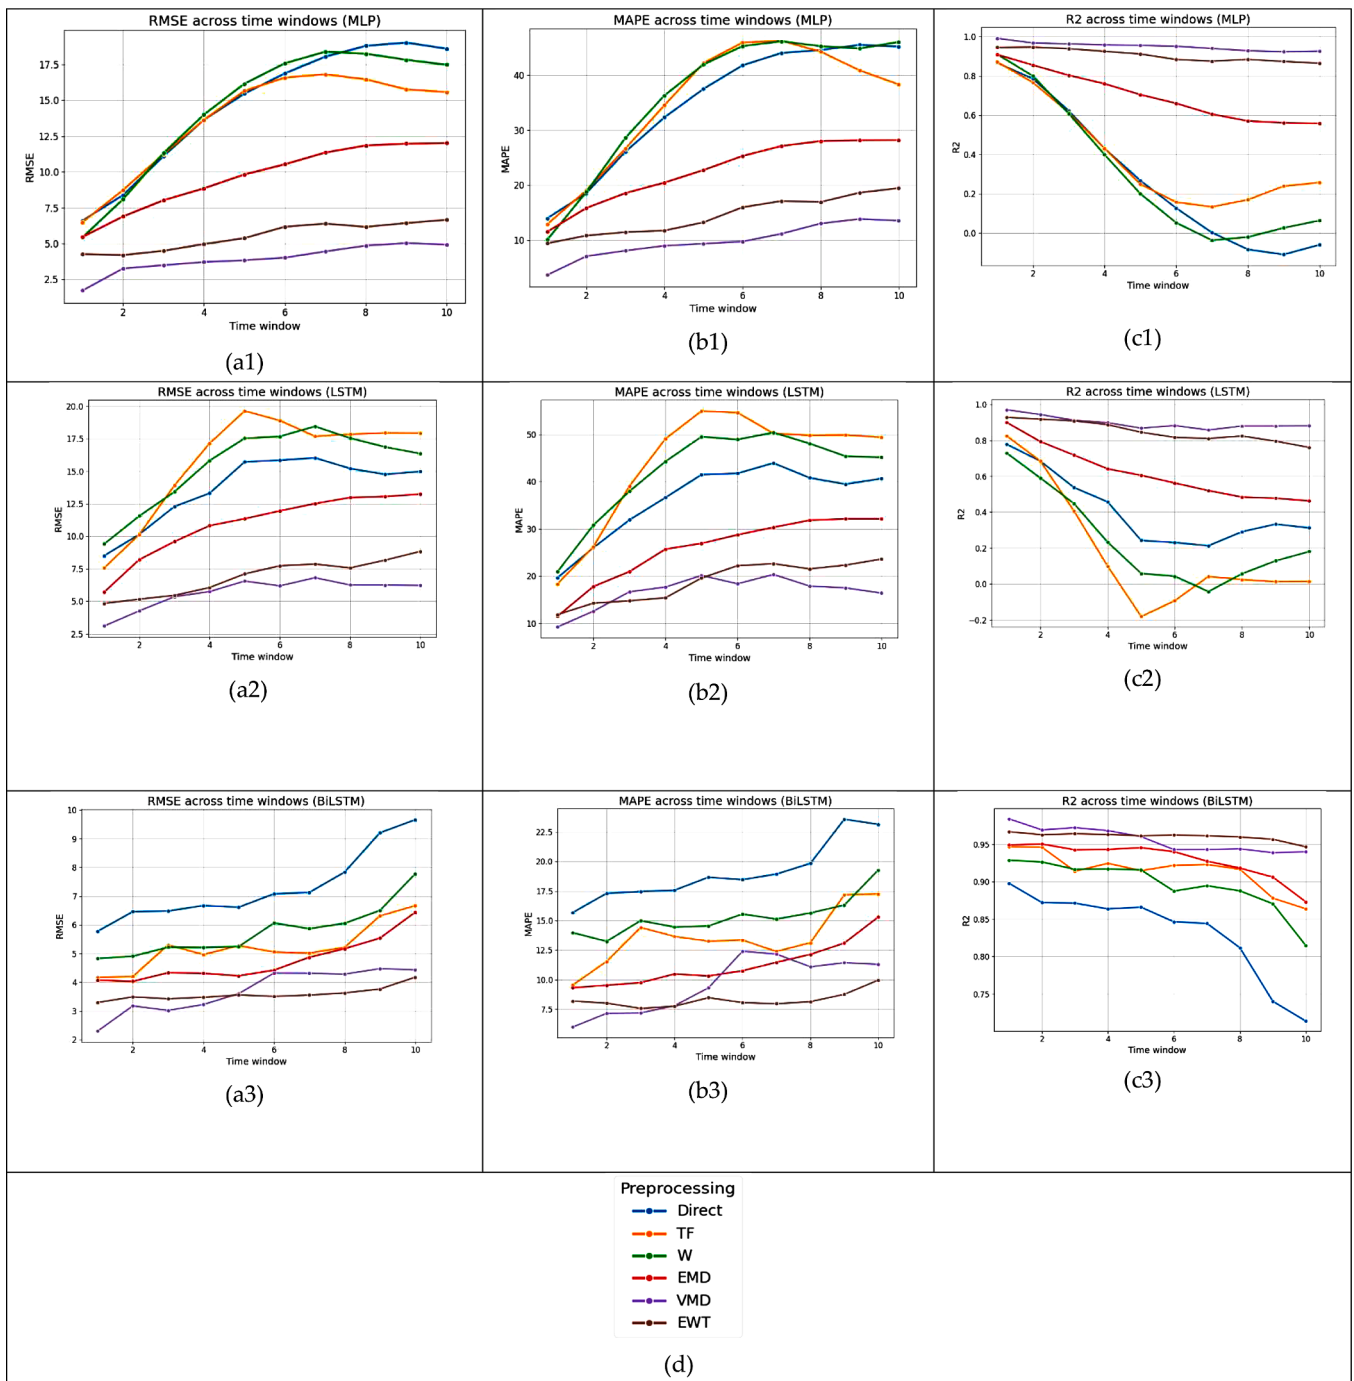 RMSE across time windows (MLP)
RMSE
17.5
15.0
12.5
10.0
7.5
5.0
2.5
2 4 6 8 10
Time window
(a1)
MAPE across time windows (MLP)
MAPE
40
30
20
10
2 4 6 8 10
Time window
(b1)
R2 across time windows (MLP)
R2
1.0
0.8
0.6
0.4
0.2
0.0
2 4 6 8 10
Time window
(c1)
RMSE across time windows (LSTM)
RMSE
20.0
17.5
15.0
12.5
10.0
7.5
5.0
2.5
2 4 6 8 10
Time window
(a2)
MAPE across time windows (LSTM)
MAPE
50
40
30
20
10
2 4 6 8 10
Time window
(b2)
R2 across time windows (LSTM)
R2
1.0
0.8
0.6
0.4
0.2
0.0
−0.2
2 4 6 8 10
Time window
(c2)
RMSE across time windows (BiLSTM)
RMSE
10
9
8
7
6
5
4
3
2
2 4 6 8 10
Time window
(a3)
MAPE across time windows (BiLSTM)
MAPE
22.5
20.0
17.5
15.0
12.5
10.0
7.5
2 4 6 8 10
Time window
(b3)
R2 across time windows (BiLSTM)
R2
0.95
0.90
0.85
0.80
0.75
2 4 6 8 10
Time window
(c3)
Preprocessing
Direct
TF
W
EMD
VMD
EWT
(d)